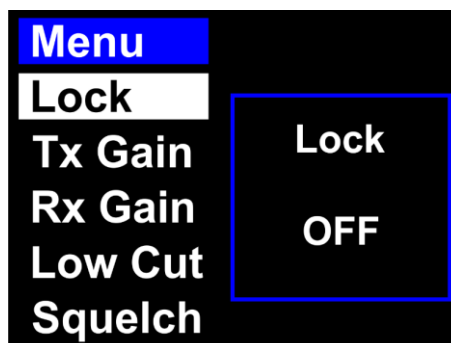 Menu
Lock
Tx Gain
Rx Gain
Low Cut
Squelch
Lock
OFF